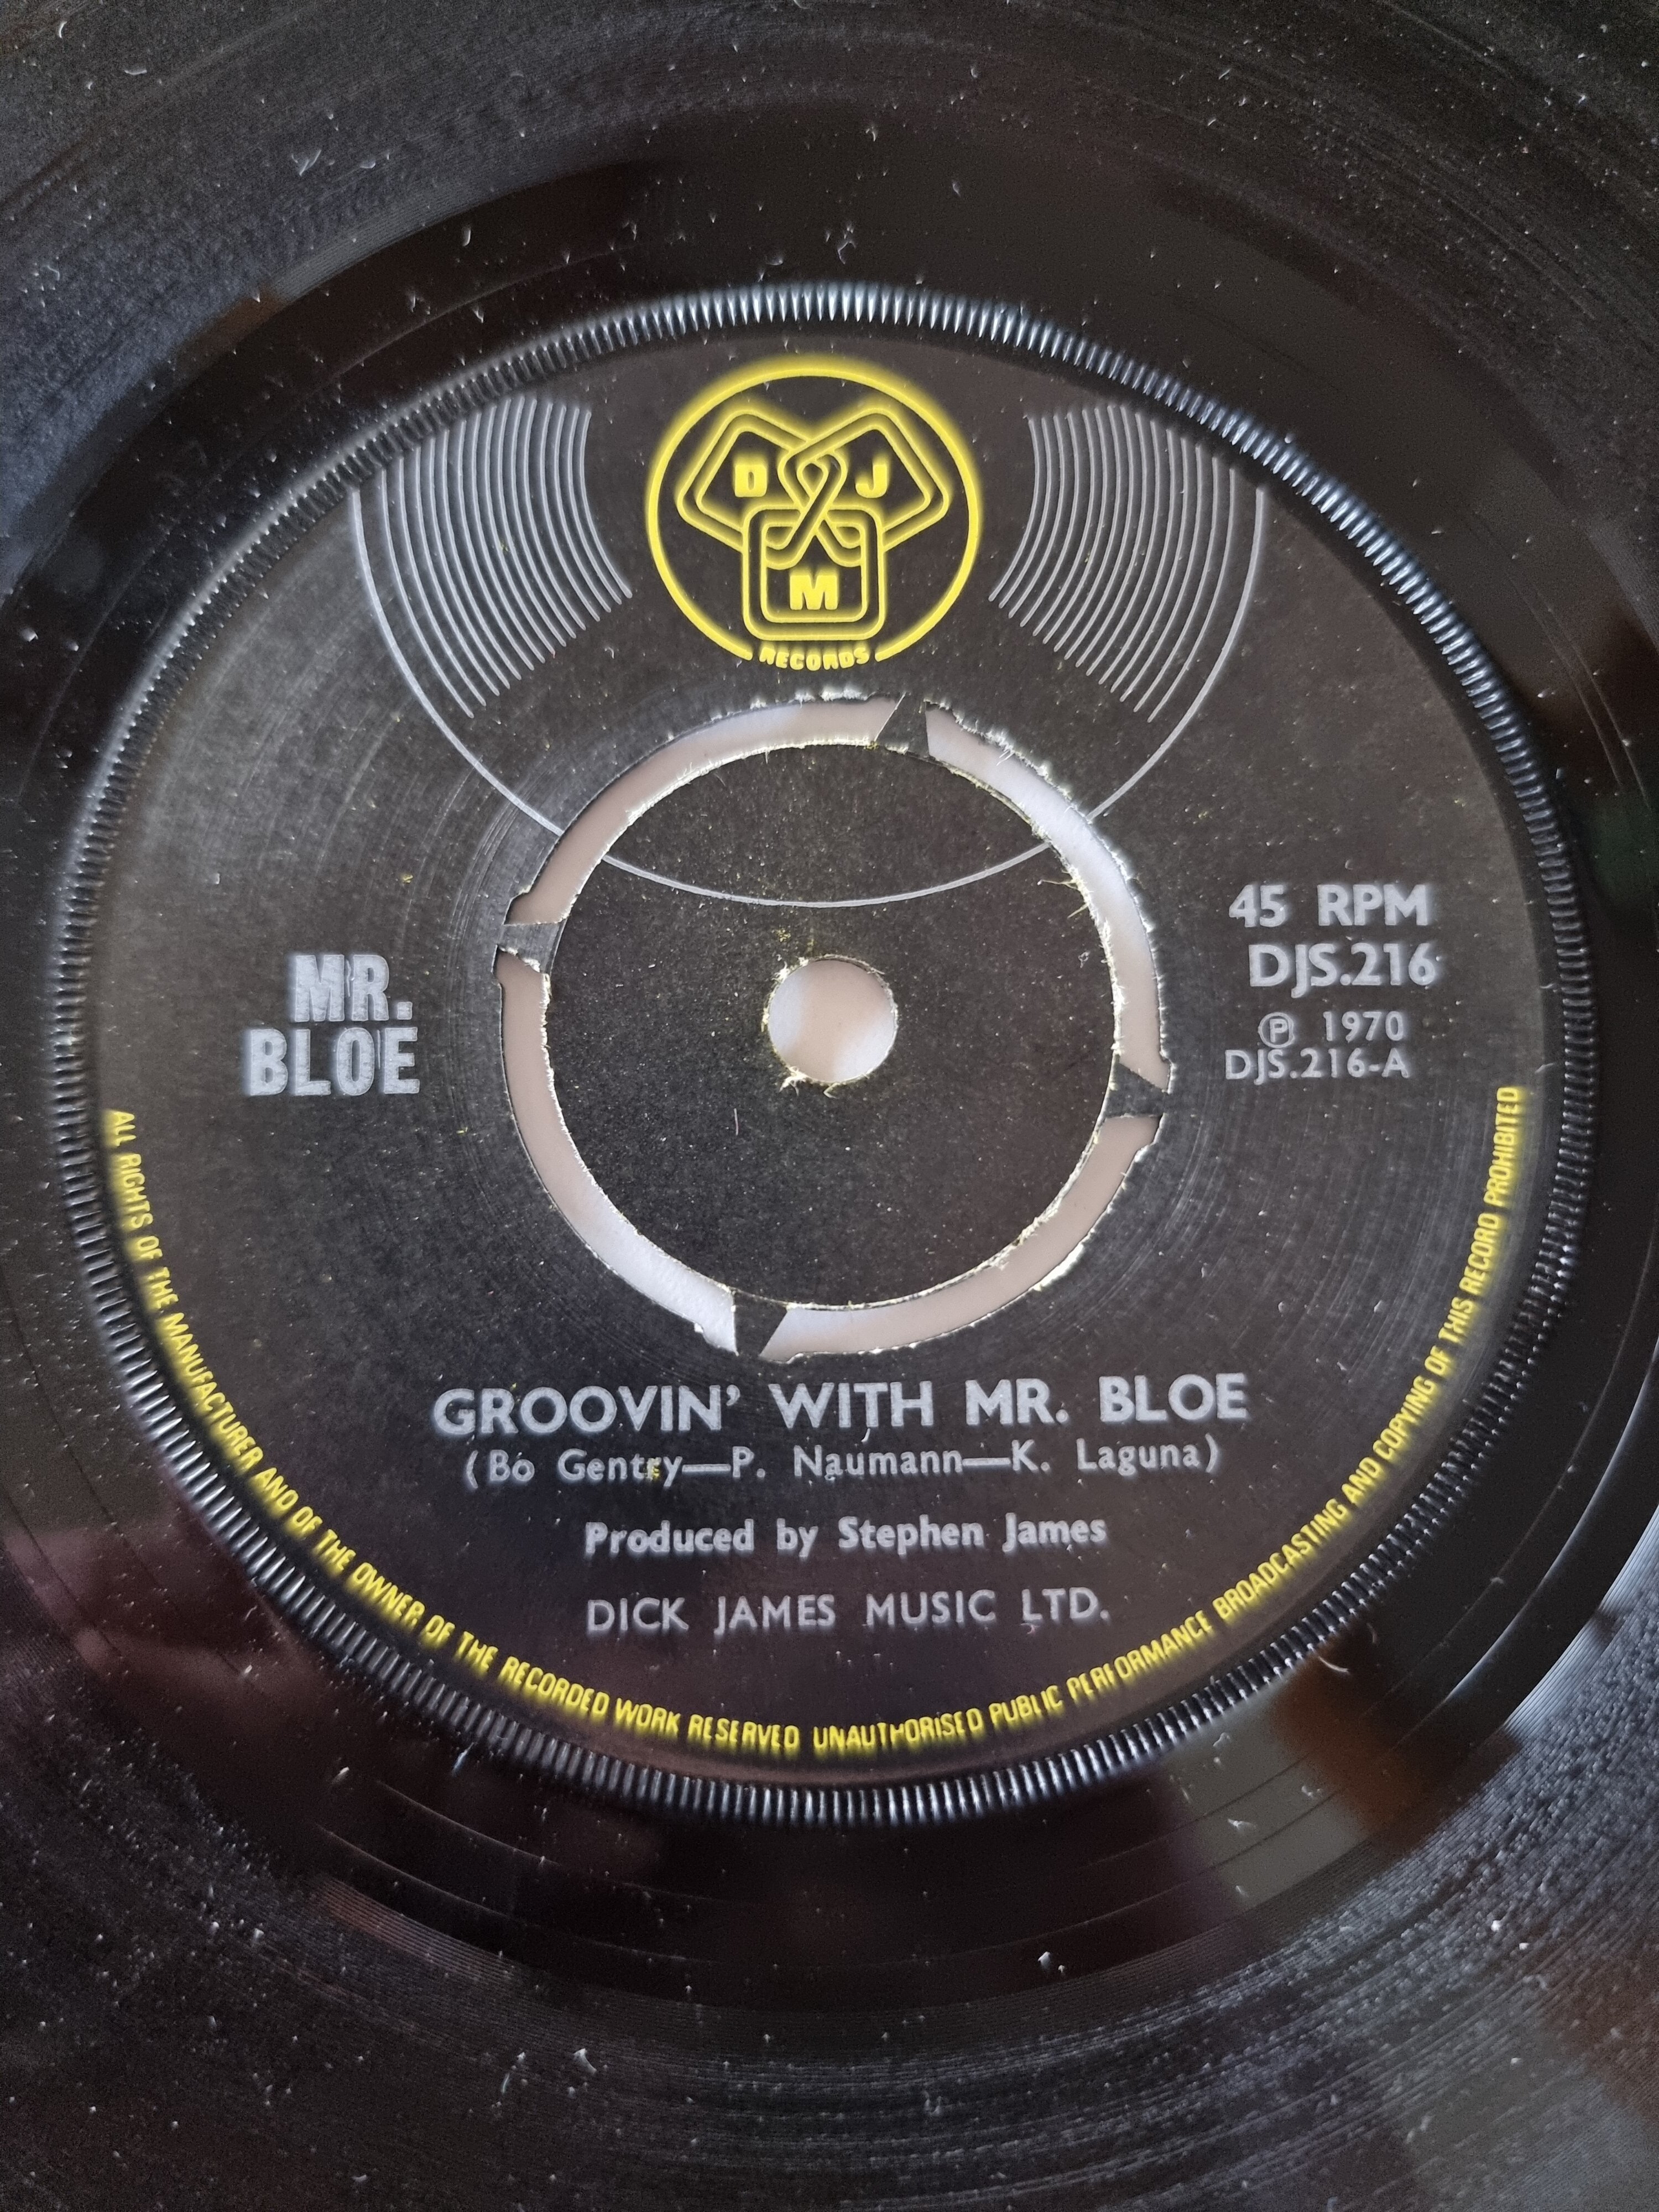 D J
M
RECORDS
45 RPM
DJS.216
Ⓟ 1970
DJS.216-A
MR.
BLOE
GROOVIN' WITH MR. BLOE
(Bo Gentry—P. Naumann—K. Laguna)
Produced by Stephen James
DICK JAMES MUSIC LTD.
ALL RIGHTS OF THE MANUFACTURER AND OF THE OWNER OF THE RECORDED WORK RESERVED UNAUTHORISED PUBLIC PERFORMANCE BROADCASTING AND COPYING OF THIS RECORD PROHIBITED